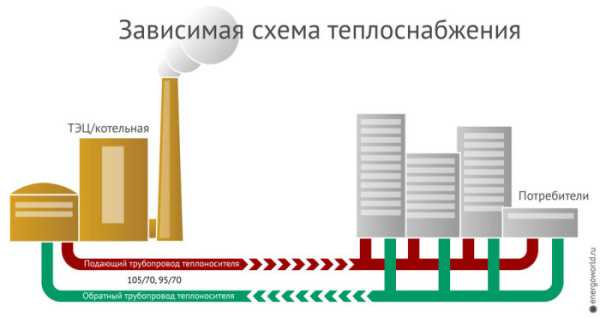 Зависимая схема теплоснабжения
ТЭЦ/котельная
Потребители
Подающий трубопровод теплоносителя
105/70, 95/70
Обратный трубопровод теплоносителя
energoworld.ru